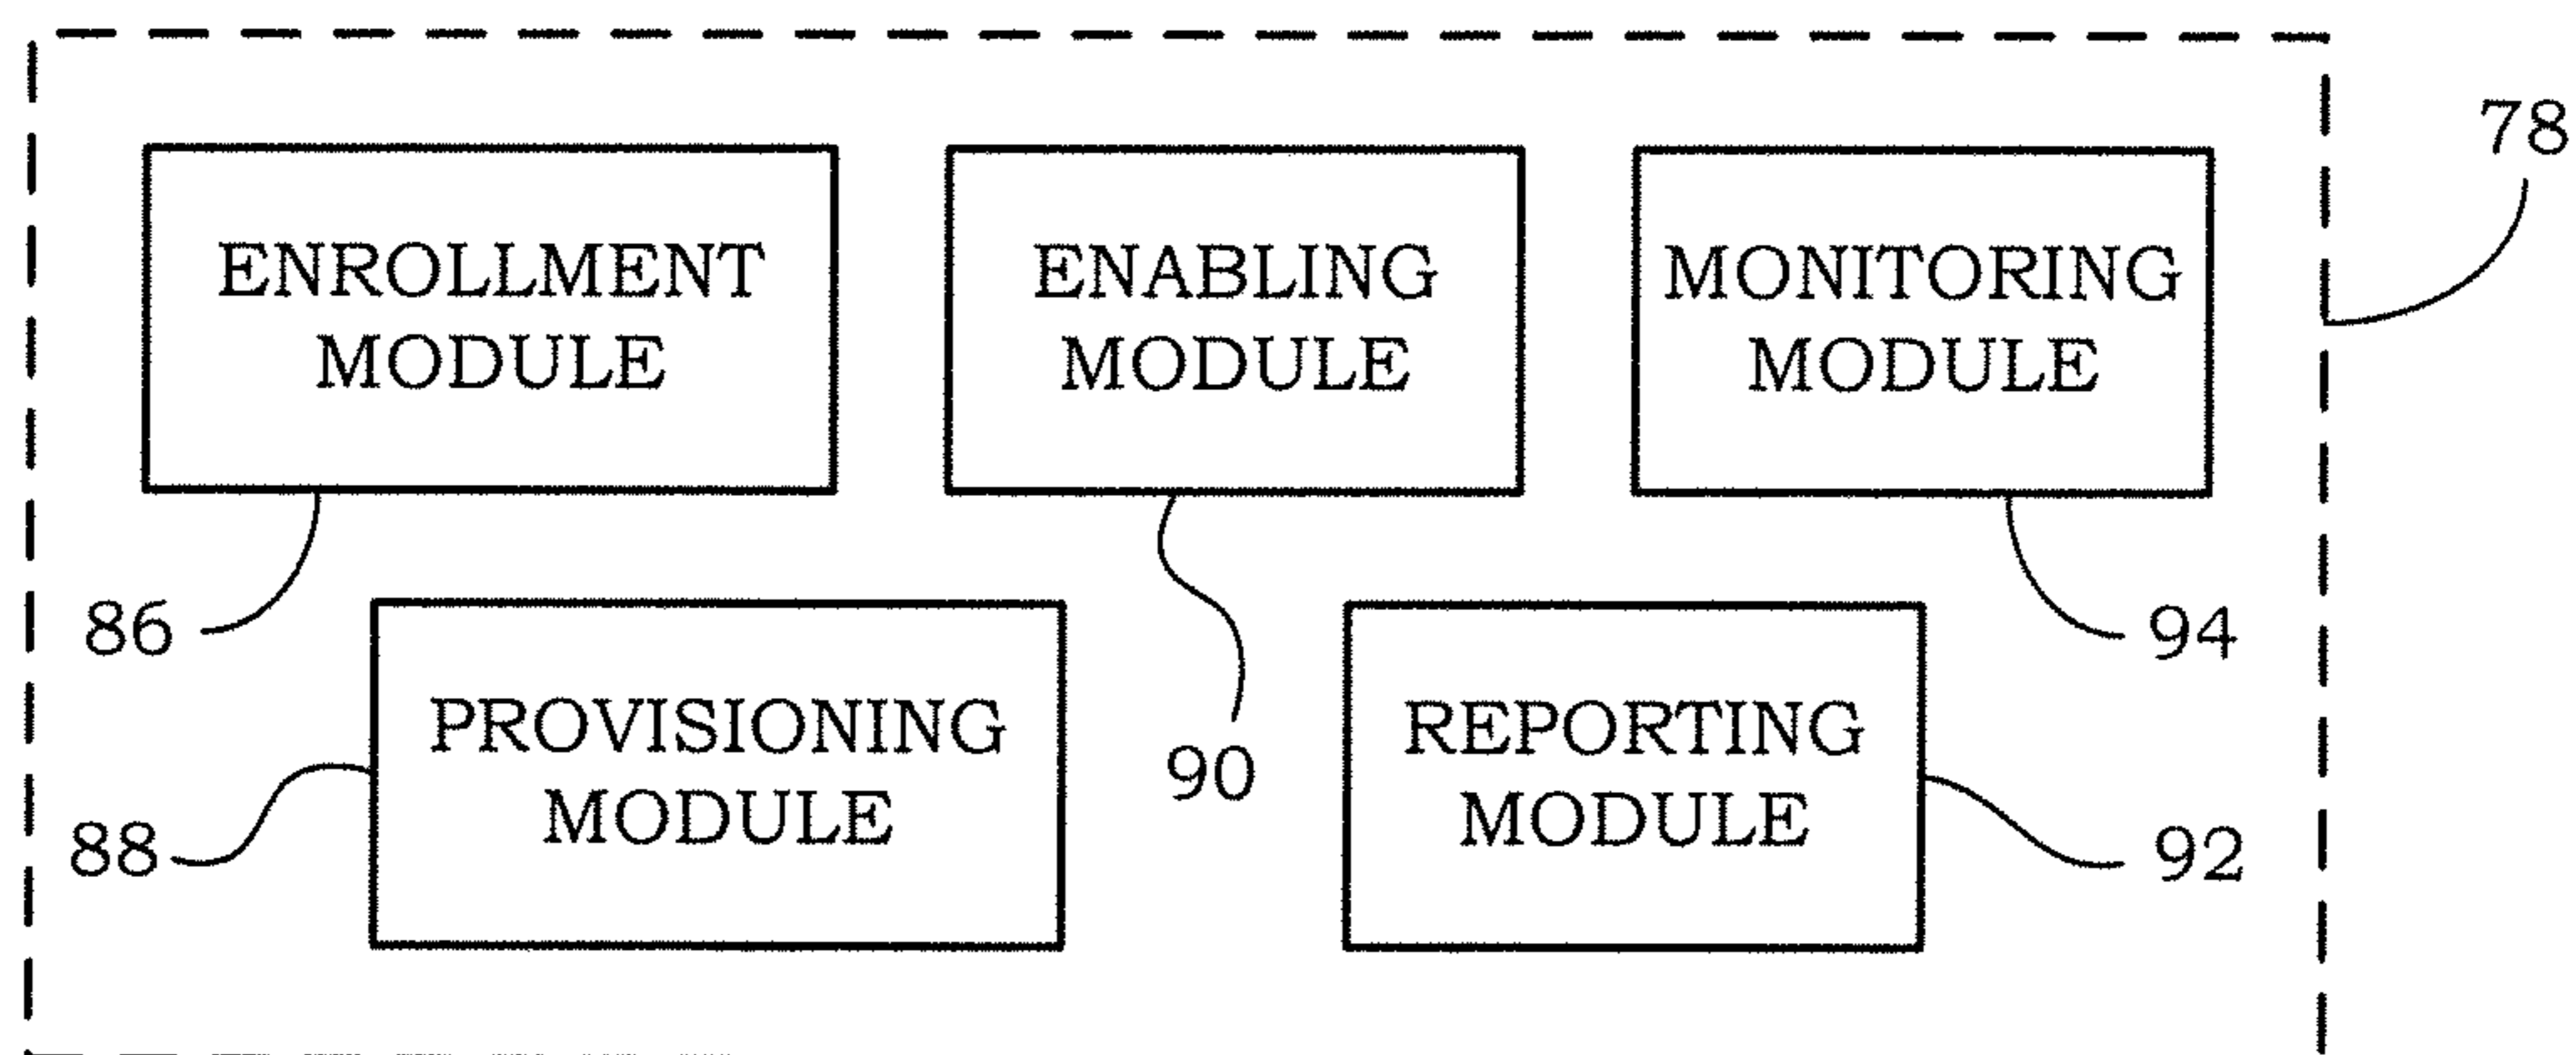 78
ENROLLMENT
MODULE
ENABLING
MODULE
MONITORING
MODULE
86
90
94
PROVISIONING
MODULE
REPORTING
MODULE
88
92